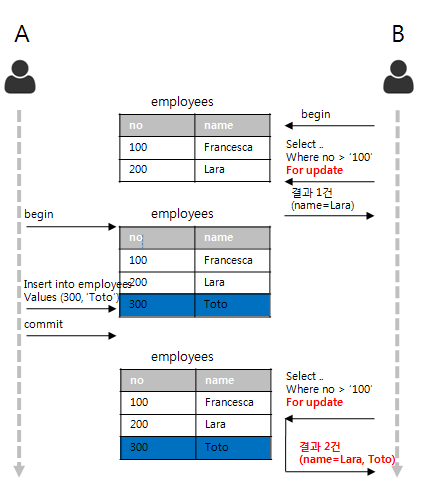 A
B
employees
begin
no name
100 Francesca
200 Lara
Select ..
Where no > ‘100’
For update
결과 1건
(name=Lara)
begin
employees
no name
100 Francesca
200 Lara
300 Toto
Insert into employees
Values (300, ‘Toto’)
commit
employees
no name
100 Francesca
200 Lara
300 Toto
Select ..
Where no > ‘100’
For update
결과 2건
(name=Lara, Toto)